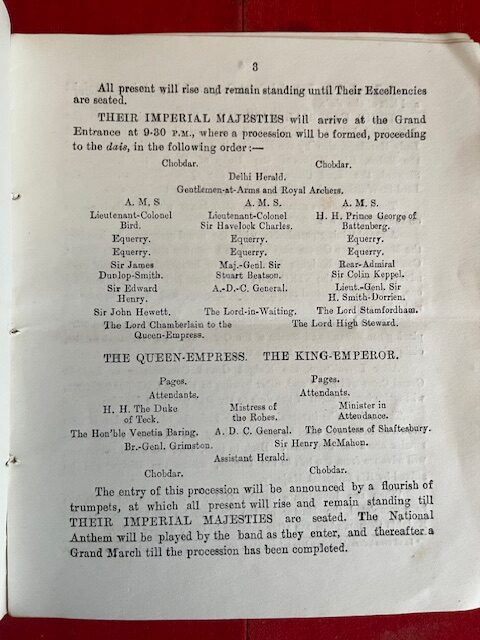 3
All present will rise and remain standing until Their Excellencies
are seated.
THEIR IMPERIAL MAJESTIES will arrive at the Grand
Entrance at 9-30 P.M., where a procession will be formed, proceeding
to the dais, in the following order:—
Chobdar. Chobdar.
Delhi Herald.
Gentlemen-at-Arms and Royal Archers.
A. M. S A. M. S. A. M. S.
Lieutenant-Colonel Lieutenant-Colonel H. H. Prince George of
Bird. Sir Havelock Charles. Battenberg.
Equerry. Equerry. Equerry.
Equerry. Equerry. Equerry.
Sir James Maj.-Genl. Sir Rear-Admiral
Dunlop-Smith. Stuart Beatson. Sir Colin Keppel.
Sir Edward A.-D.-C. General. Lieut.-Genl. Sir
Henry. H. Smith-Dorrien.
Sir John Hewett. The Lord-in-Waiting. The Lord Stamfordham.
The Lord Chamberlain to the The Lord High Steward.
Queen-Empress.
THE QUEEN-EMPRESS. THE KING-EMPEROR.
Pages. Pages.
Attendants. Attendants.
H. H. The Duke Mistress of Minister in
of Teck. the Robes. Attendance.
The Hon'ble Venetia Baring. A. D. C. General. The Countess of Shaftesbury.
Br.-Genl. Grimston. Sir Henry McMahon.
Assistant Herald.
Chobdar. Chobdar.
The entry of this procession will be announced by a flourish of
trumpets, at which all present will rise and remain standing till
THEIR IMPERIAL MAJESTIES are seated. The National
Anthem will be played by the band as they enter, and thereafter a
Grand March till the procession has been completed.